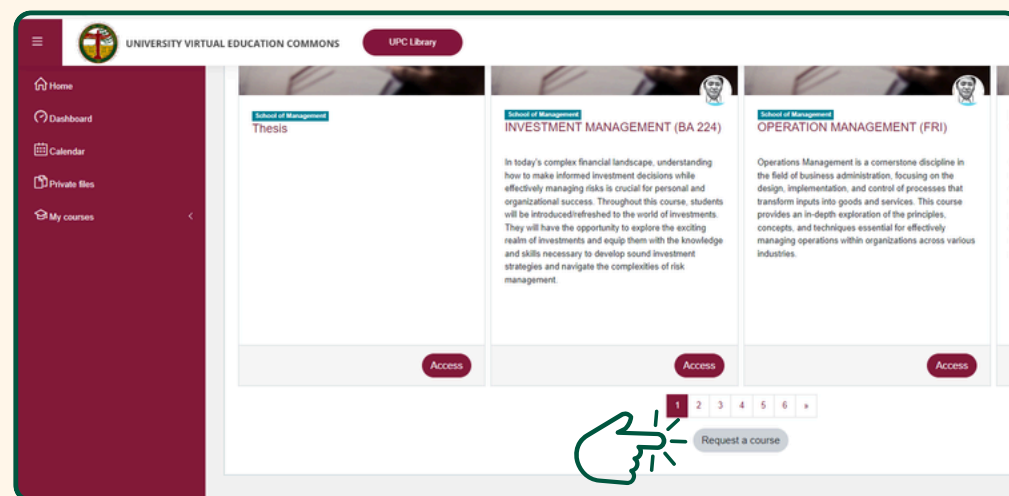 UNIVERSITY VIRTUAL EDUCATION COMMONS
UPC Library
Home
Dashboard
Calendar
Private files
My courses
School of Management
Thesis
Access
School of Management
INVESTMENT MANAGEMENT (BA 224)
In today's complex financial landscape, understanding
how to make informed investment decisions while
effectively managing risks is crucial for personal and
organizational success. Throughout this course, students
will be introduced/refreshed to the world of investments.
They will have the opportunity to explore the exciting
realm of investments and equip them with the knowledge
and skills necessary to develop sound investment
strategies and navigate the complexities of risk
management.
Access
School of Management
OPERATION MANAGEMENT (FRI)
Operations Management is a cornerstone discipline in
the field of business administration, focusing on the
design, implementation, and control of processes that
transform inputs into goods and services. This course
provides an in-depth exploration of the principles,
concepts, and techniques essential for effectively
managing operations within organizations across various
industries.
Access
1 2 3 4 5 6 »
Request a course